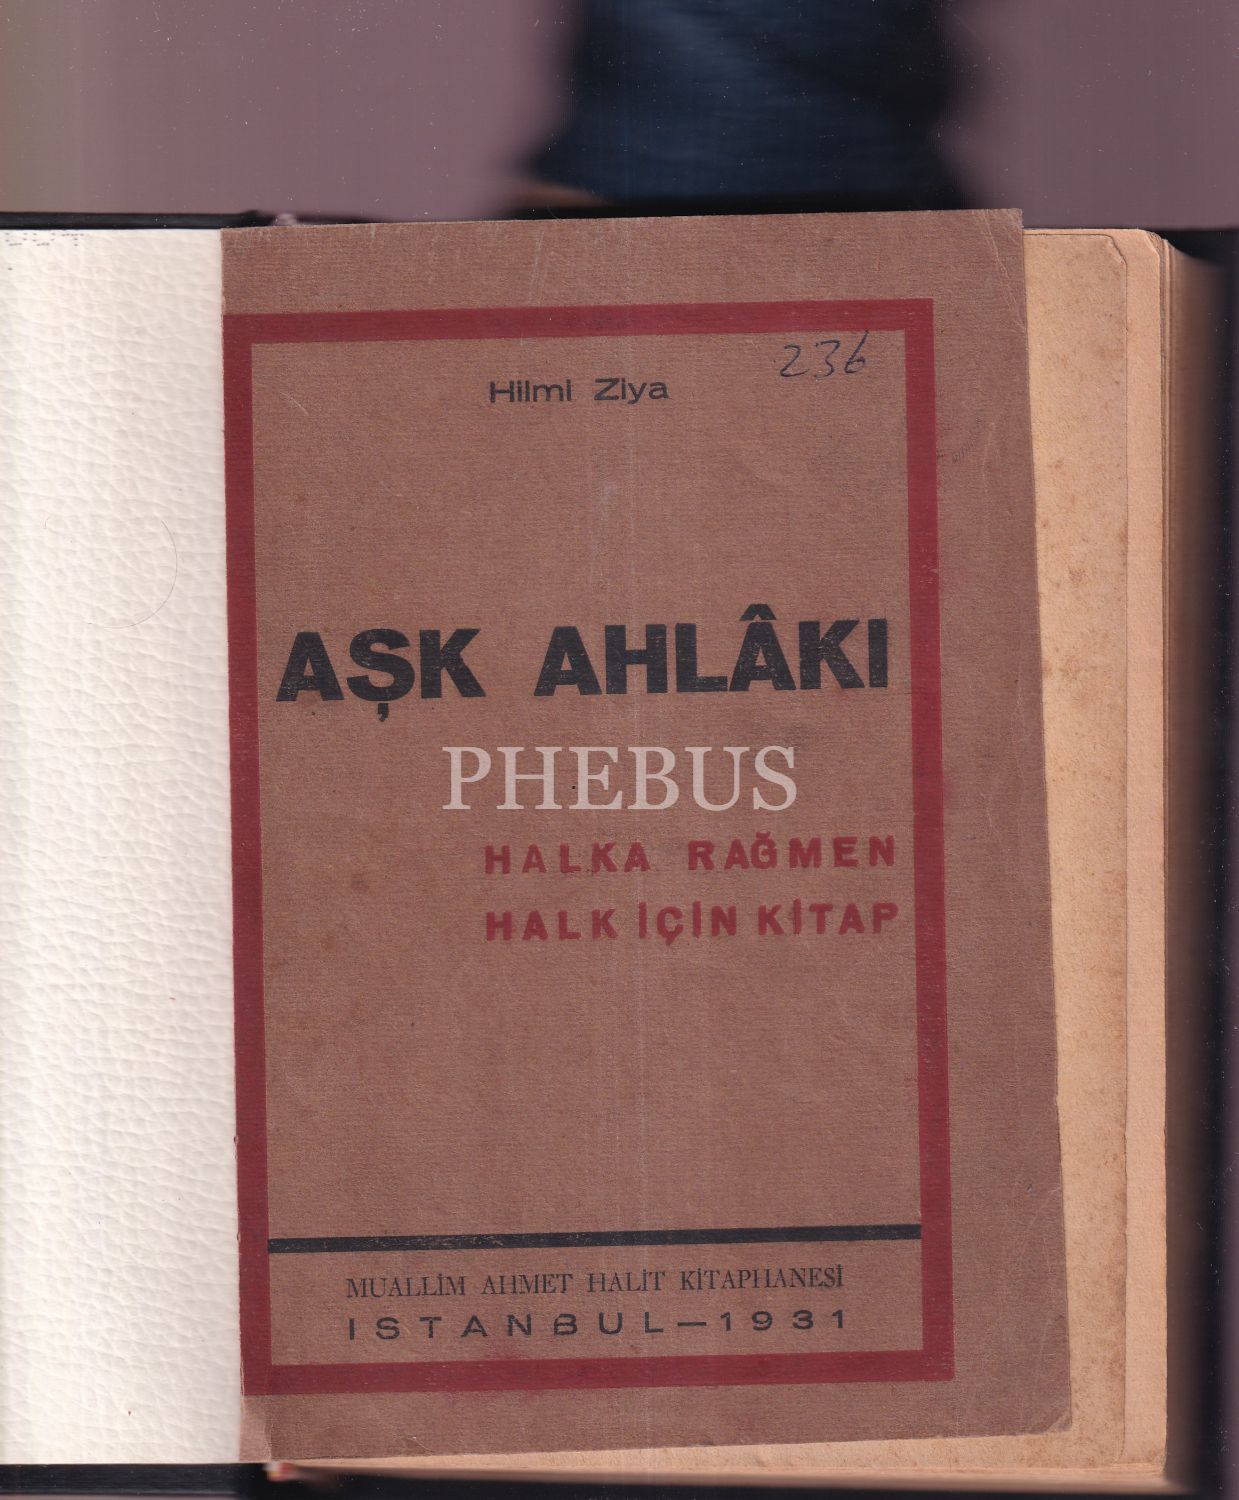 236
Hilmi Ziya
AŞK AHLÂKI
PHEBUS
HALKA RAĞMEN
HALK İÇİN KİTAP
MUALLİM AHMET HALİT KİTAPHANESİ
ISTANBUL—1931